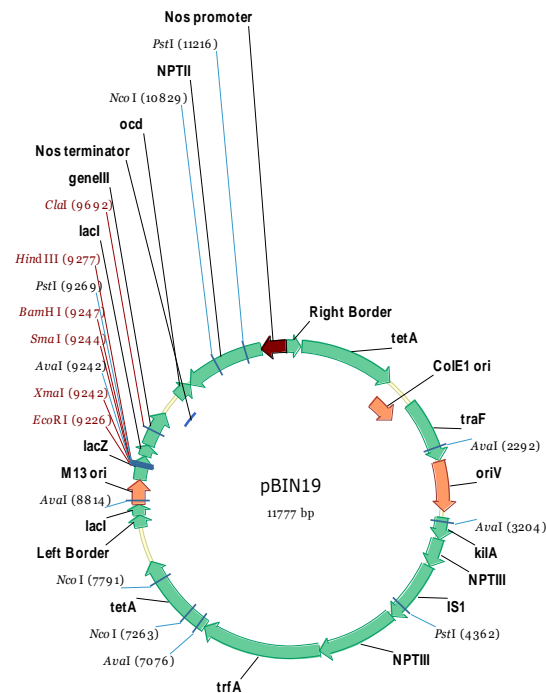 Nos promoter
PstI (11216)
NPTII
NcoI (10829)
ocd
Nos terminator
geneIII
ClaI (9692)
lacI
HindIII (9277)
PstI (9269)
BamHI (9247)
SmaI (9244)
AvaI (9242)
XmaI (9242)
EcoRI (9226)
lacZ
M13 ori
AvaI (8814)
lacI
Left Border
NcoI (7791)
tetA
NcoI (7263)
AvaI (7076)
trfA
NPTIII
PstI (4362)
IS1
NPTIII
kilA
AvaI (3204)
oriV
AvaI (2292)
traF
ColE1 ori
tetA
Right Border
pBIN19
11777 bp